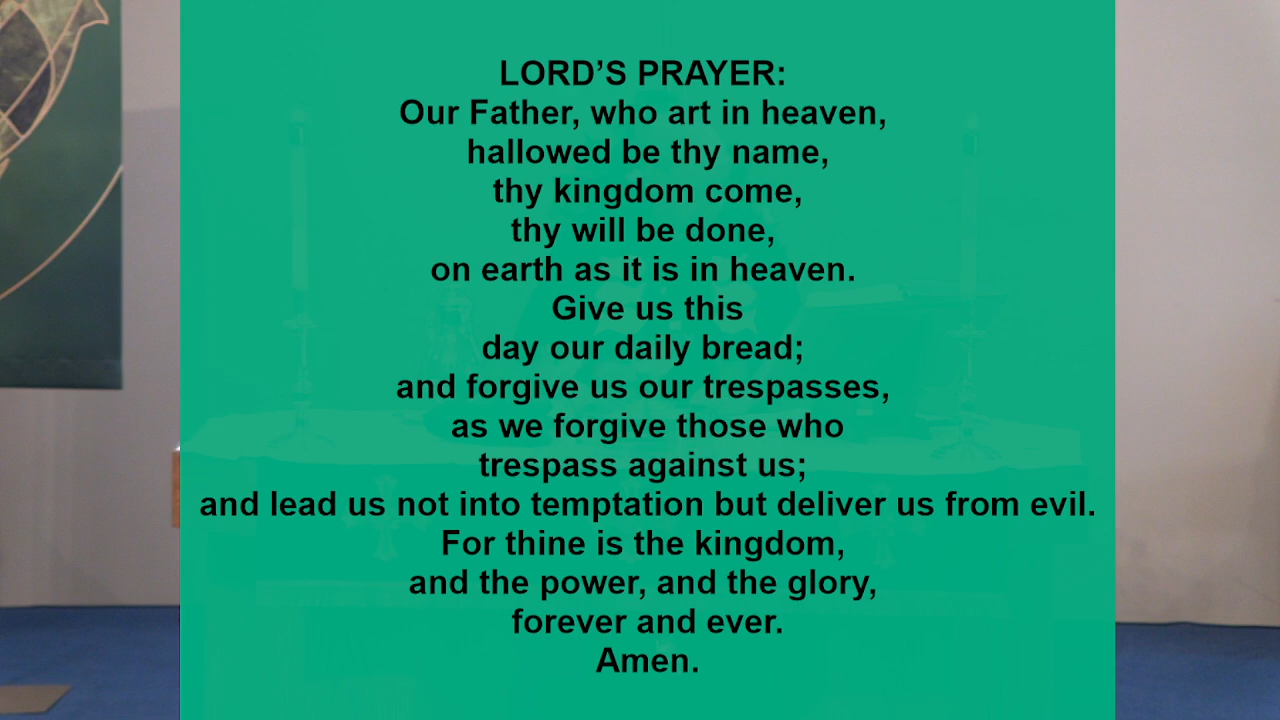 LORD’S PRAYER:
Our Father, who art in heaven,
hallowed be thy name,
thy kingdom come,
thy will be done,
on earth as it is in heaven.
Give us this
day our daily bread;
and forgive us our trespasses,
as we forgive those who
trespass against us;
and lead us not into temptation but deliver us from evil.
For thine is the kingdom,
and the power, and the glory,
forever and ever.
Amen.